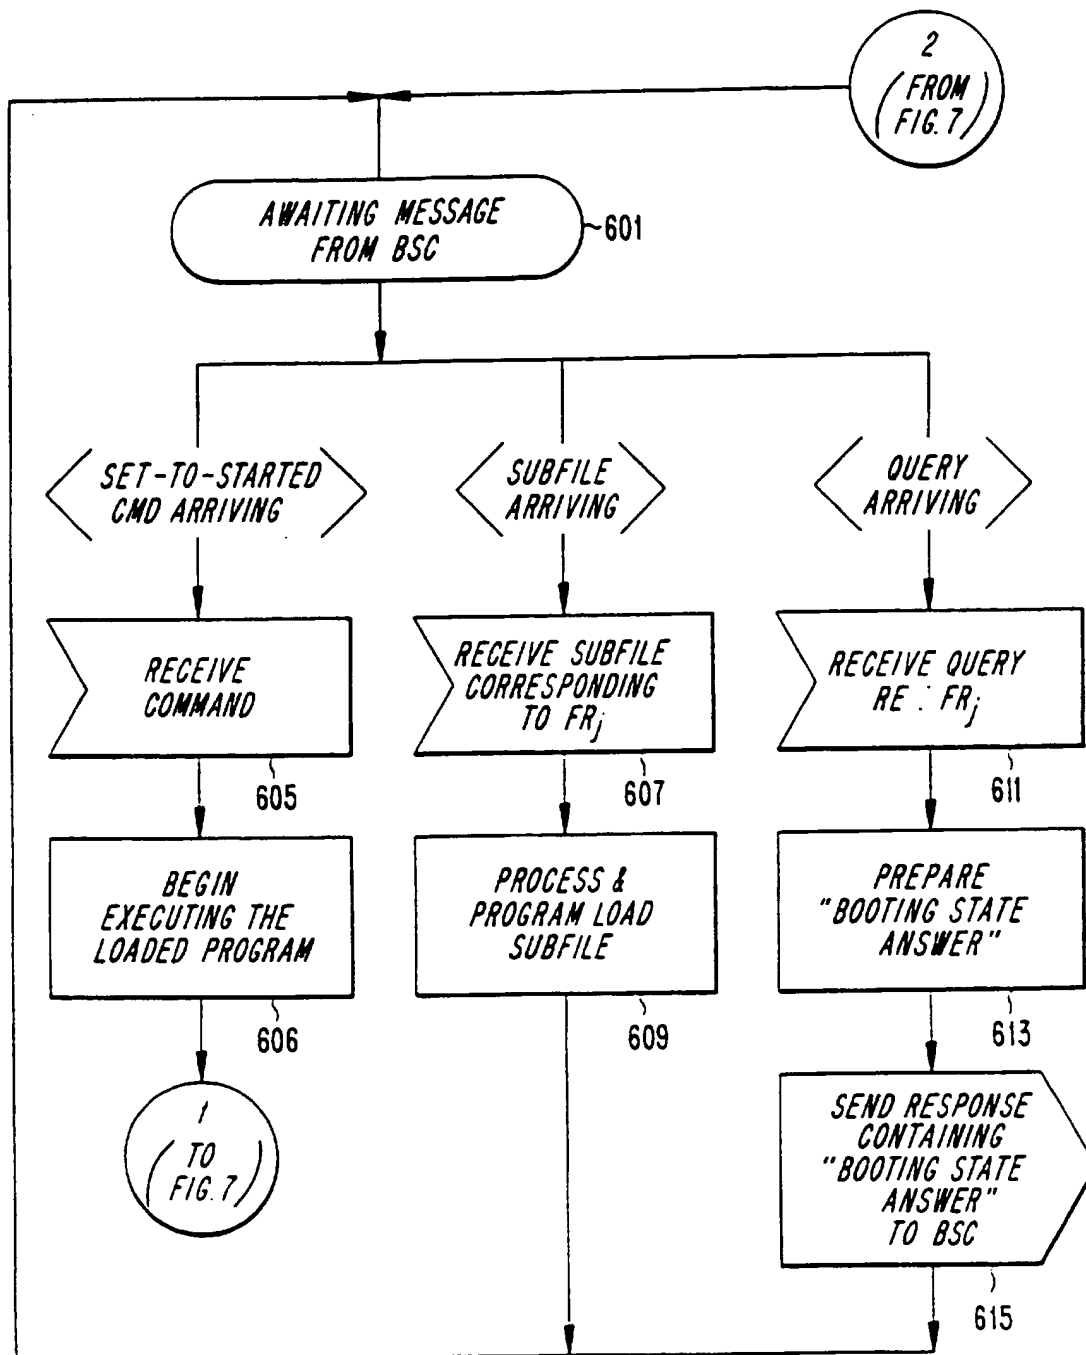 2
(FROM
FIG. 7)
AWAITING MESSAGE
FROM BSC
601
SET-TO-STARTED
CMD ARRIVING
SUBFILE
ARRIVING
QUERY
ARRIVING
RECEIVE
COMMAND
605
RECEIVE SUBFILE
CORRESPONDING
TO FRj
607
RECEIVE QUERY
RE: FRj
611
BEGIN
EXECUTING THE
LOADED PROGRAM
606
PROCESS &
PROGRAM LOAD
SUBFILE
609
PREPARE
"BOOTING STATE
ANSWER"
613
1
(TO
FIG. 7)
SEND RESPONSE
CONTAINING
"BOOTING STATE
ANSWER"
TO BSC
615